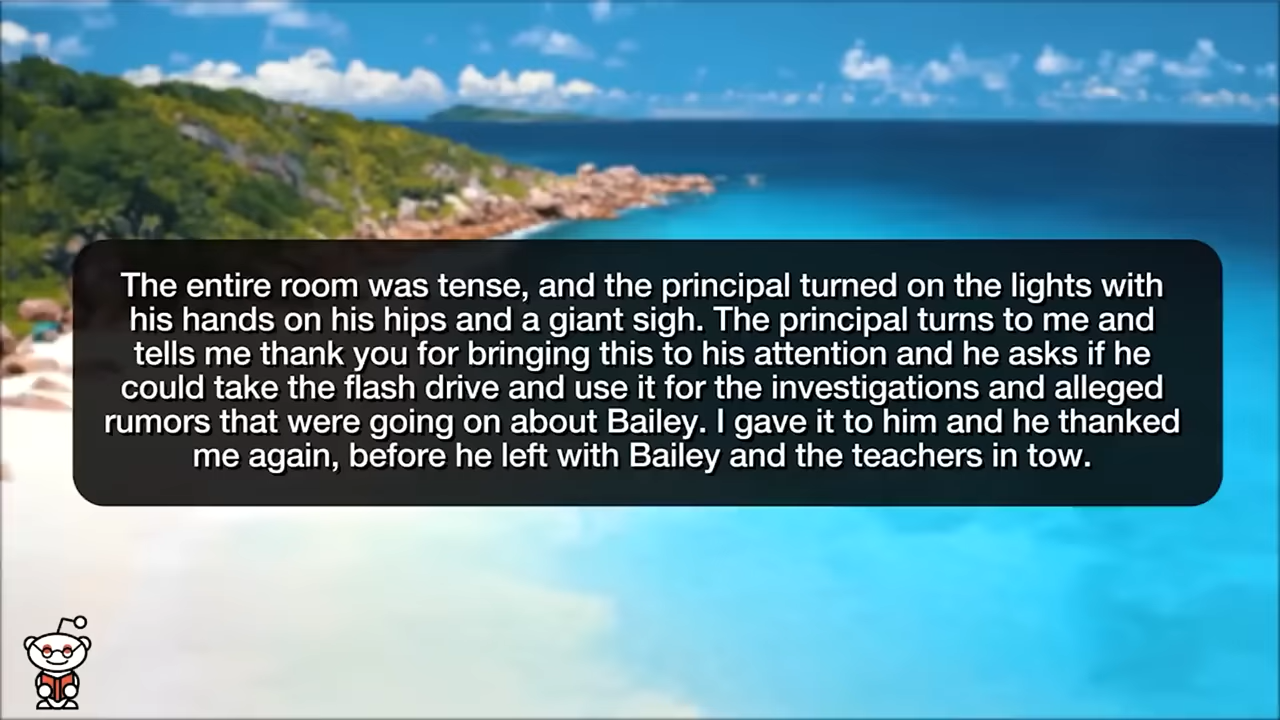 The entire room was tense, and the principal turned on the lights with
his hands on his hips and a giant sigh. The principal turns to me and
tells me thank you for bringing this to his attention and he asks if he
could take the flash drive and use it for the investigations and alleged
rumors that were going on about Bailey. I gave it to him and he thanked
me again, before he left with Bailey and the teachers in tow.